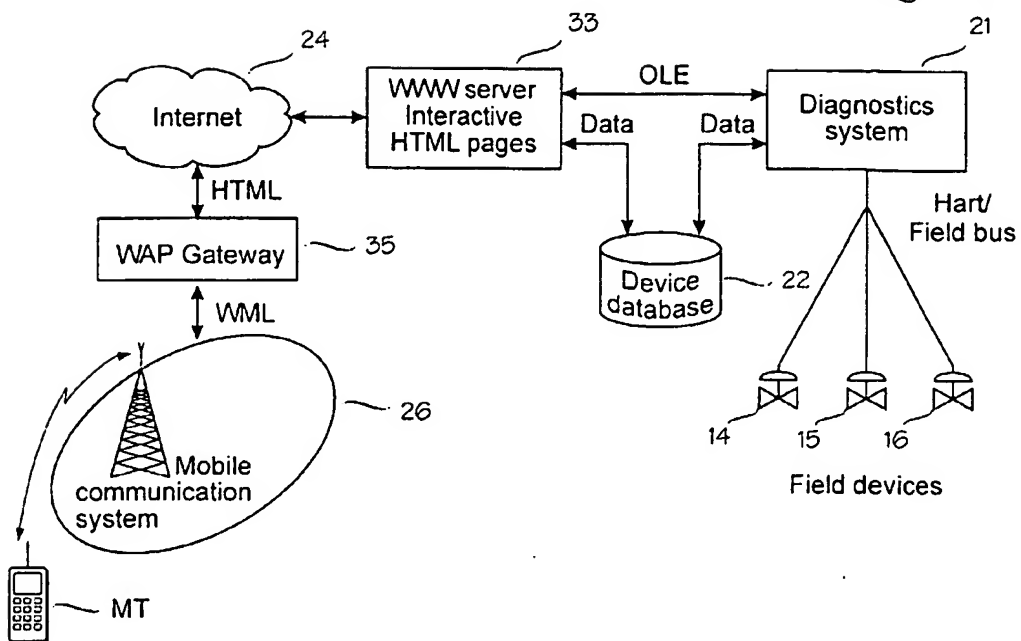 24
33
21
Internet
WWW server
Interactive
HTML pages
OLE
Data
Data
Diagnostics
system
HTML
Hart/
Field bus
WAP Gateway
35
Device
database
22
WML
26
14
15
16
Mobile
communication
system
Field devices
MT